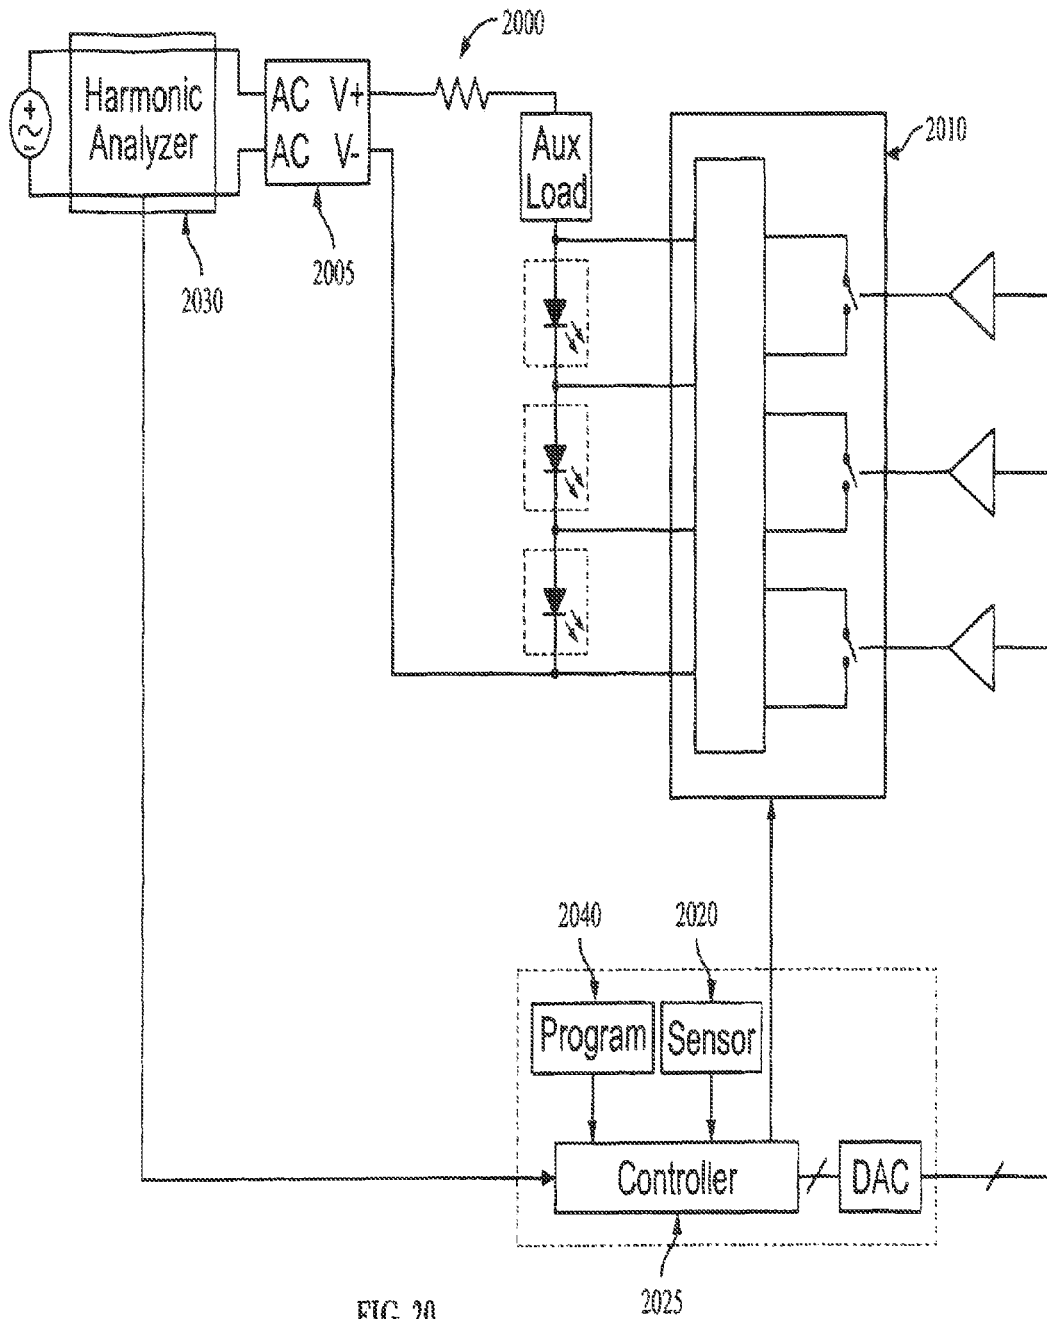 2000
Harmonic
Analyzer
+
~
-
AC V+
AC V-
Aux
Load
2010
2005
2030
2040
2020
Program
Sensor
Controller
DAC
2025
FIG. 20